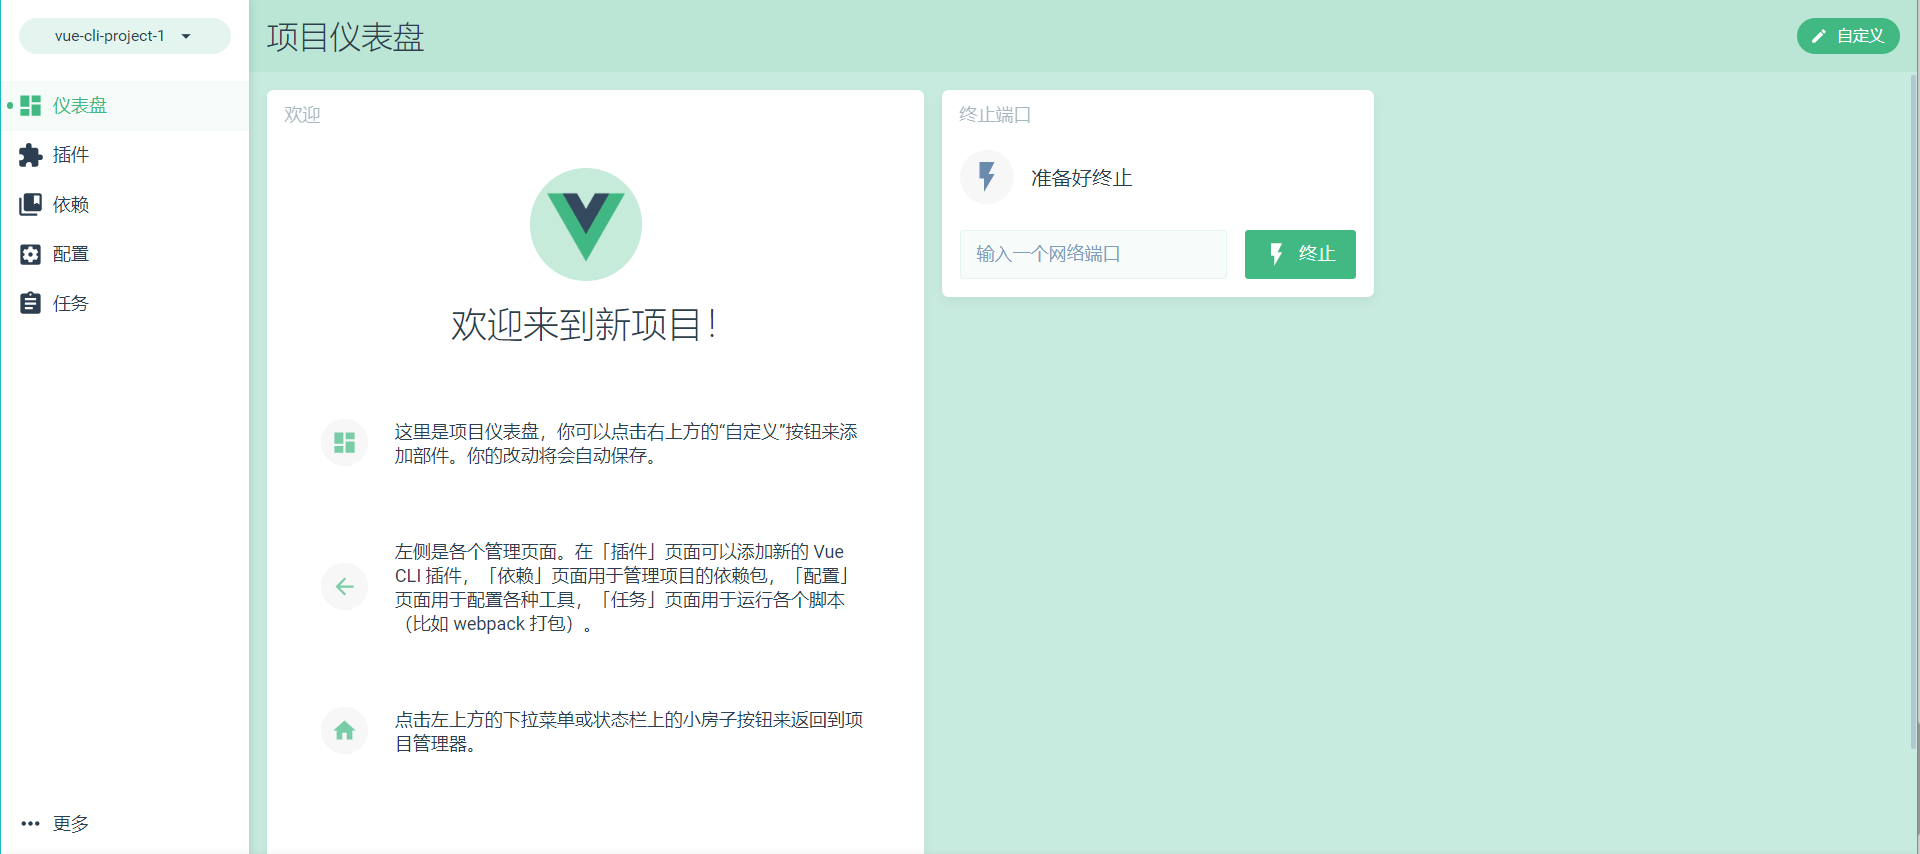 vue-cli-project-1
项目仪表盘
自定义
仪表盘
插件
依赖
配置
任务
更多
欢迎
欢迎来到新项目！
这里是项目仪表盘，你可以点击右上方的“自定义”按钮来添
加部件。你的改动将会自动保存。
左侧是各个管理页面。在「插件」页面可以添加新的 Vue
CLI 插件，「依赖」页面用于管理项目的依赖包，「配置」
页面用于配置各种工具，「任务」页面用于运行各个脚本
（比如 webpack 打包）。
点击左上方的下拉菜单或状态栏上的小房子按钮来返回到项
目管理器。
终止端口
准备好终止
输入一个网络端口
终止